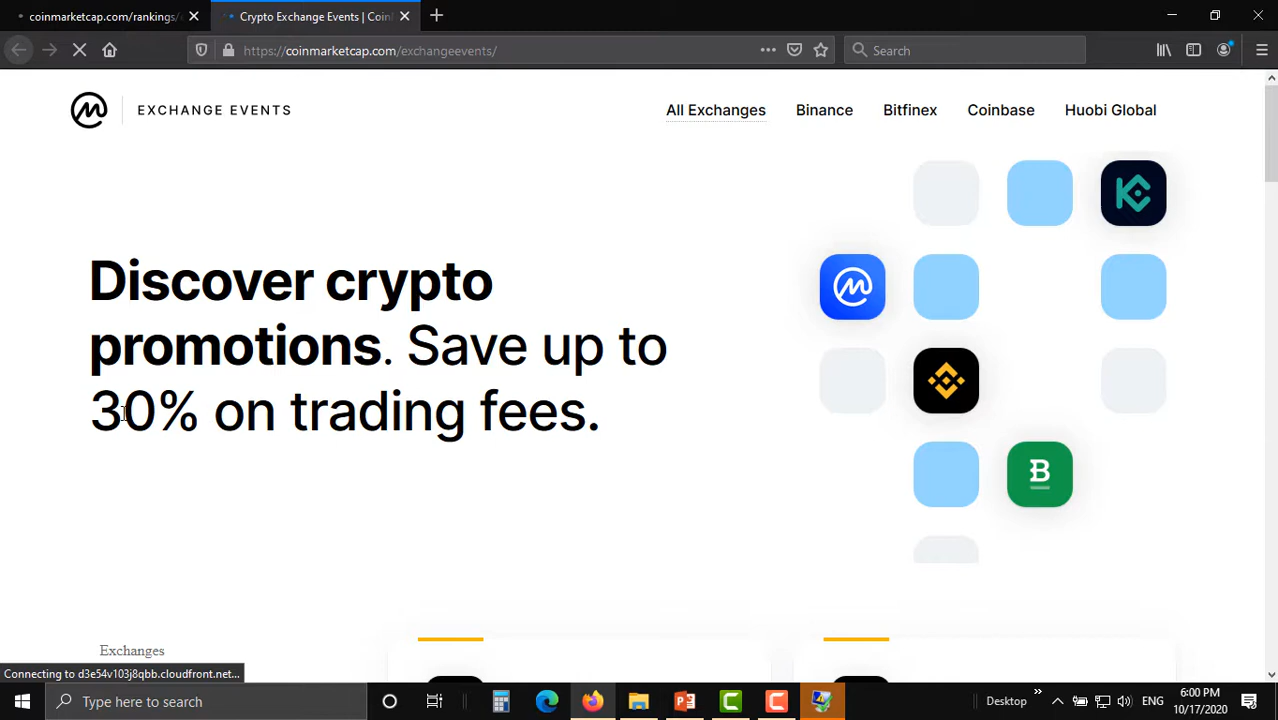 coinmarketcap.com/rankings/
Crypto Exchange Events | Coin
https://coinmarketcap.com/exchangeevents/
Search
EXCHANGE EVENTS
All Exchanges
Binance
Bitfinex
Coinbase
Huobi Global
Discover crypto
promotions. Save up to
30% on trading fees.
Exchanges
Connecting to d3e54v103j8qbb.cloudfront.net...
Type here to search
Desktop
ENG
6:00 PM
10/17/2020